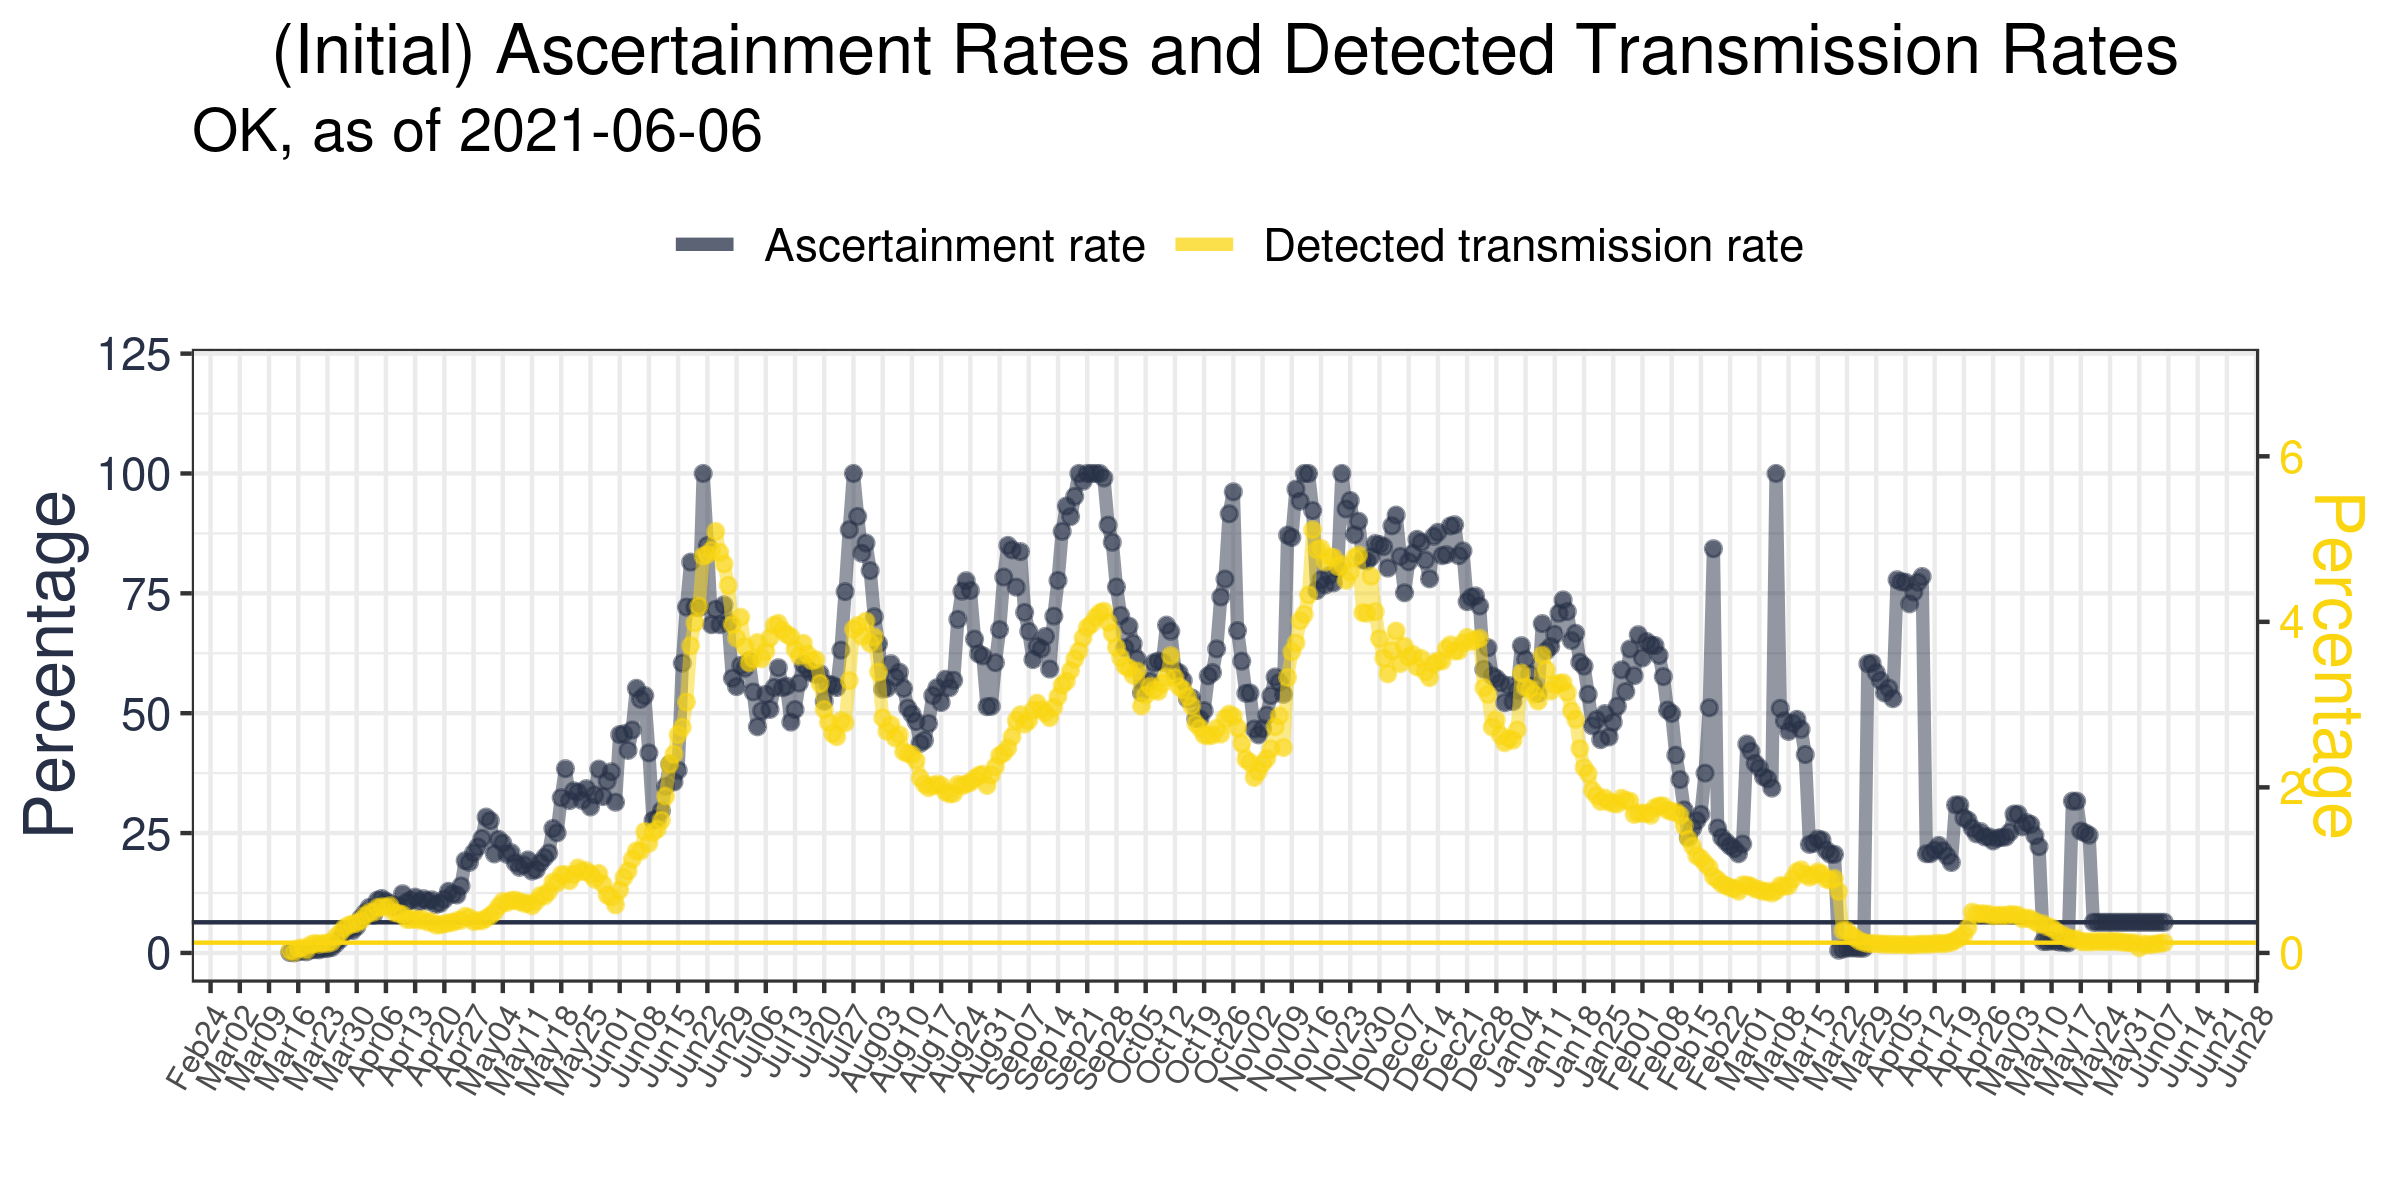 (Initial) Ascertainment Rates and Detected Transmission Rates
OK, as of 2021-06-06
Ascertainment rate
Detected transmission rate
125
100
75
50
25
0
Percentage
6
4
2
0
Percentage
Feb24
Mar02
Mar09
Mar16
Mar23
Mar30
Apr06
Apr13
Apr20
Apr27
May04
May11
May18
May25
Jun01
Jun08
Jun15
Jun22
Jun29
Jul06
Jul13
Jul20
Jul27
Aug03
Aug10
Aug17
Aug24
Aug31
Sep07
Sep14
Sep21
Sep28
Oct05
Oct12
Oct19
Oct26
Nov02
Nov09
Nov16
Nov23
Nov30
Dec07
Dec14
Dec21
Dec28
Jan04
Jan11
Jan18
Jan25
Feb01
Feb08
Feb15
Feb22
Mar01
Mar08
Mar15
Mar22
Mar29
Apr05
Apr12
Apr19
Apr26
May03
May10
May17
May24
May31
Jun07
Jun14
Jun21
Jun28